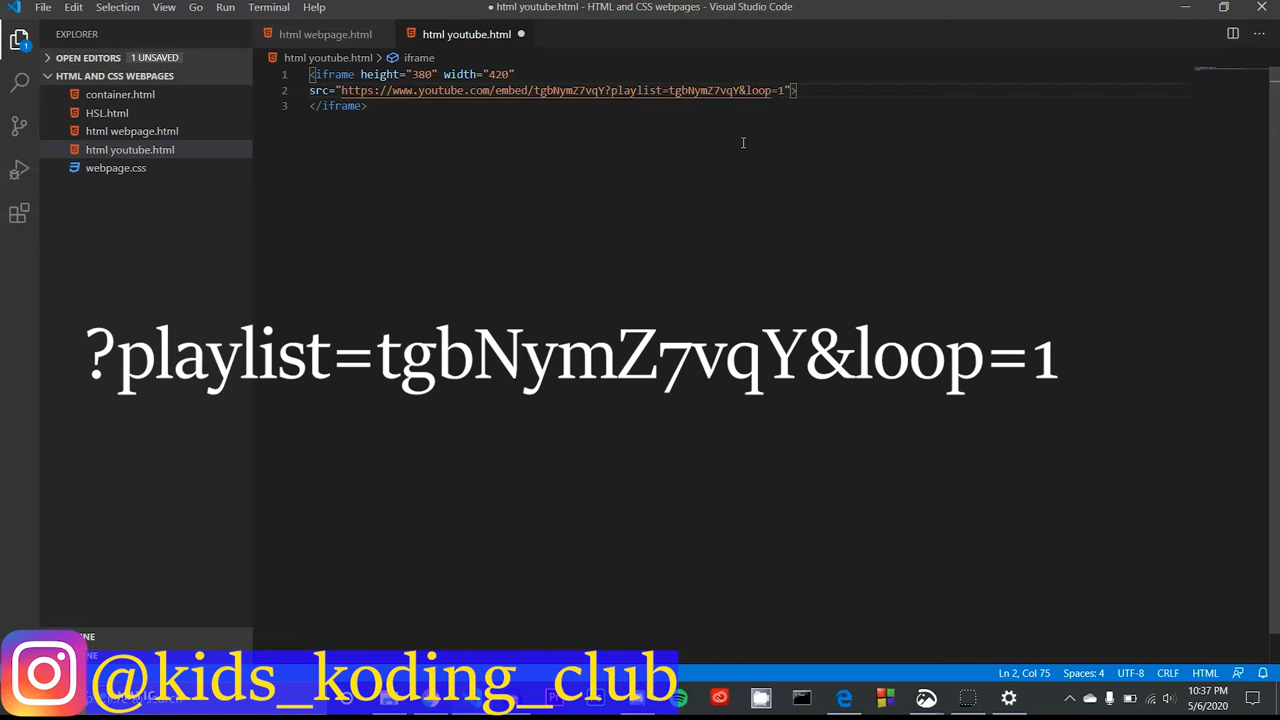 File Edit Selection View Go Run Terminal Help
● html youtube.html - HTML and CSS webpages - Visual Studio Code
EXPLORER
html webpage.html
html youtube.html
OPEN EDITORS 1 UNSAVED
html youtube.html > iframe
HTML AND CSS WEBPAGES
container.html
HSL.html
html webpage.html
html youtube.html
webpage.css
1
1 <iframe height="380" width="420"
2 src="https://www.youtube.com/embed/tgbNymZ7vqY?playlist=tgbNymZ7vqY&loop=1">
3 </iframe>
?playlist=tgbNymZ7vqY&loop=1
@kids_koding_club
Ln 2, Col 75 Spaces: 4 UTF-8 CRLF HTML
10:37 PM
5/6/2020